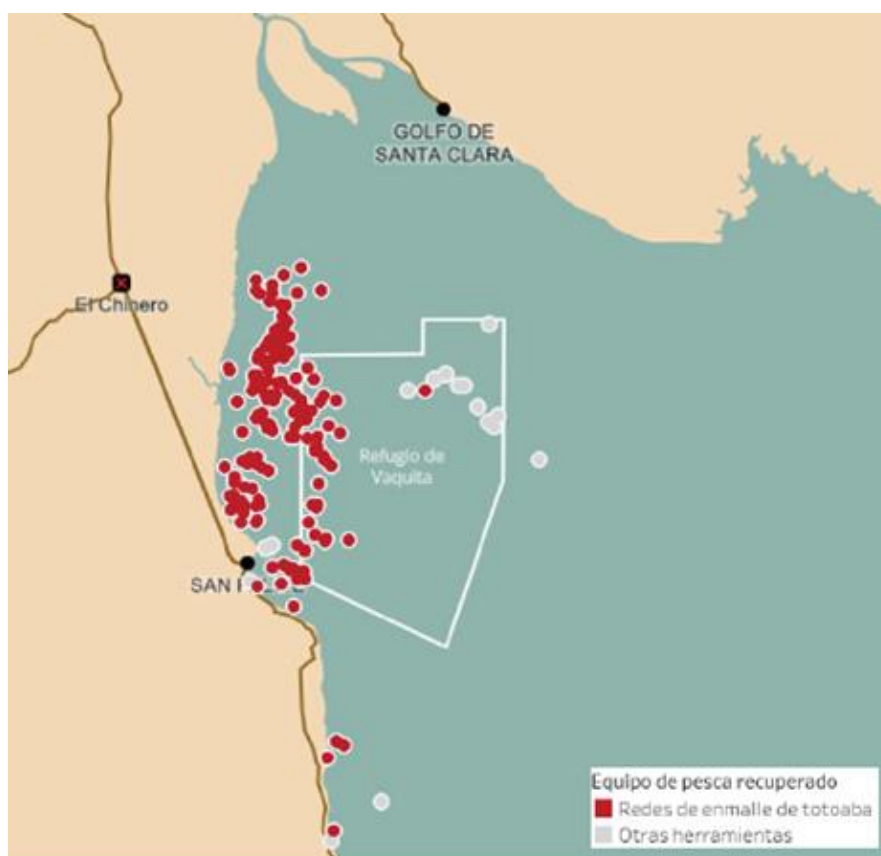 GOLFO DE
SANTA CLARA
El Chinero
Refugio de
Vaquita
SAN
Equipo de pesca recuperado
Redes de enmalle de totoaba
Otras herramientas